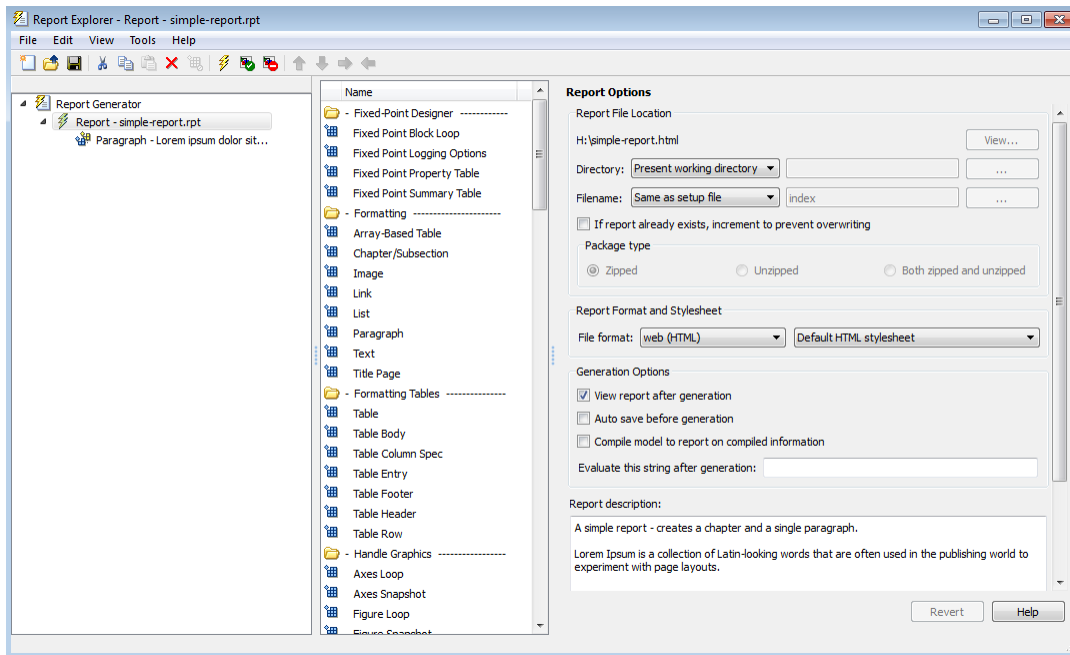 Report Explorer - Report - simple-report.rpt
File Edit View Tools Help
Report Generator
Report - simple-report.rpt
Paragraph - Lorem ipsum dolor sit...
Name
- Fixed-Point Designer ------------
Fixed Point Block Loop
Fixed Point Logging Options
Fixed Point Property Table
Fixed Point Summary Table
- Formatting ----------------------
Array-Based Table
Chapter/Subsection
Image
Link
List
Paragraph
Text
Title Page
- Formatting Tables ---------------
Table
Table Body
Table Column Spec
Table Entry
Table Footer
Table Header
Table Row
- Handle Graphics -----------------
Axes Loop
Axes Snapshot
Figure Loop
Figure Snapshot
Report Options
Report File Location
H:\simple-report.html View...
Directory: Present working directory ...
Filename: Same as setup file index ...
If report already exists, increment to prevent overwriting
Package type
Zipped Unzipped Both zipped and unzipped
Report Format and Stylesheet
File format: web (HTML) Default HTML stylesheet
Generation Options
View report after generation
Auto save before generation
Compile model to report on compiled information
Evaluate this string after generation:
Report description:
A simple report - creates a chapter and a single paragraph.
Lorem Ipsum is a collection of Latin-looking words that are often used in the publishing world to
experiment with page layouts.
Revert Help